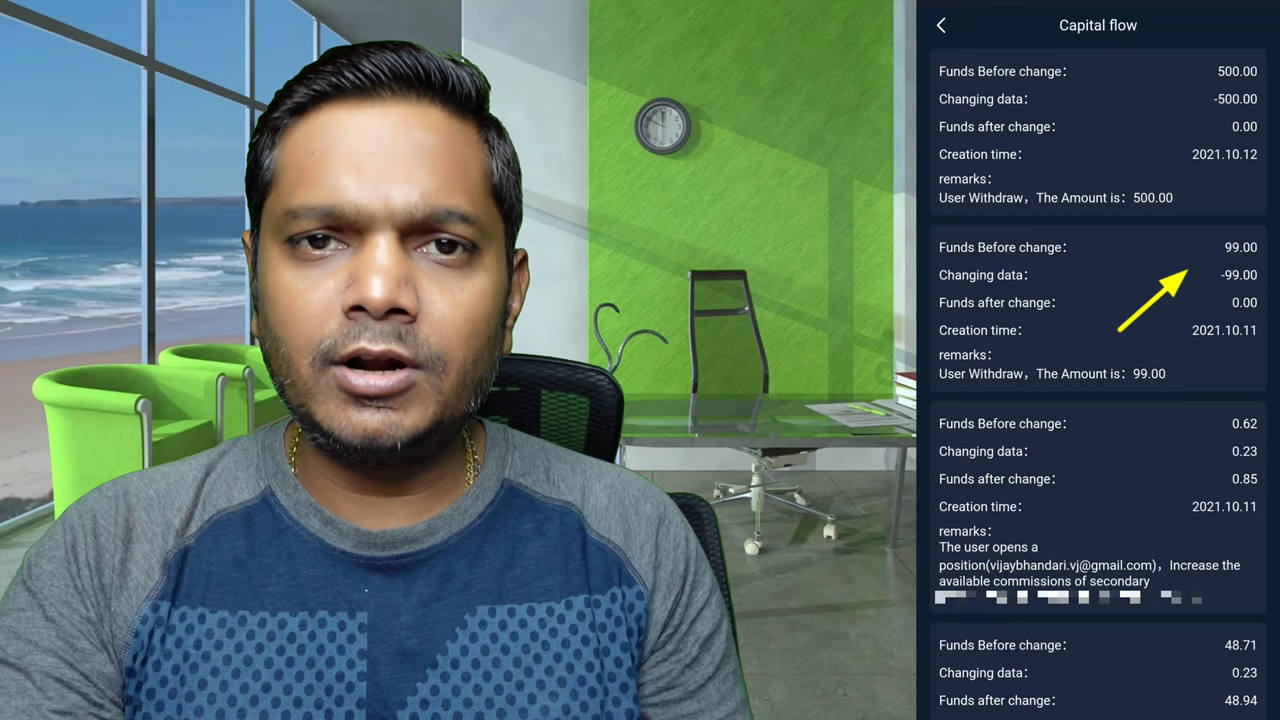 Capital flow
Funds Before change: 500.00
Changing data: -500.00
Funds after change: 0.00
Creation time: 2021.10.12
remarks:
User Withdraw, The Amount is: 500.00
Funds Before change: 99.00
Changing data: -99.00
Funds after change: 0.00
Creation time: 2021.10.11
remarks:
User Withdraw, The Amount is: 99.00
Funds Before change: 0.62
Changing data: 0.23
Funds after change: 0.85
Creation time: 2021.10.11
remarks:
The user opens a
position(vijaybhandari.vj@gmail.com), Increase the
available commissions of secondary
Funds Before change: 48.71
Changing data: 0.23
Funds after change: 48.94